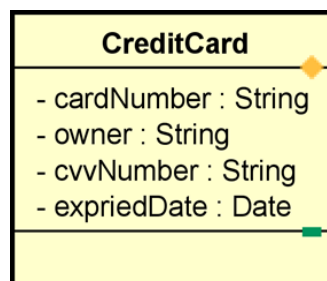 CreditCard
- cardNumber : String
- owner : String
- cvvNumber : String
- expriedDate : Date